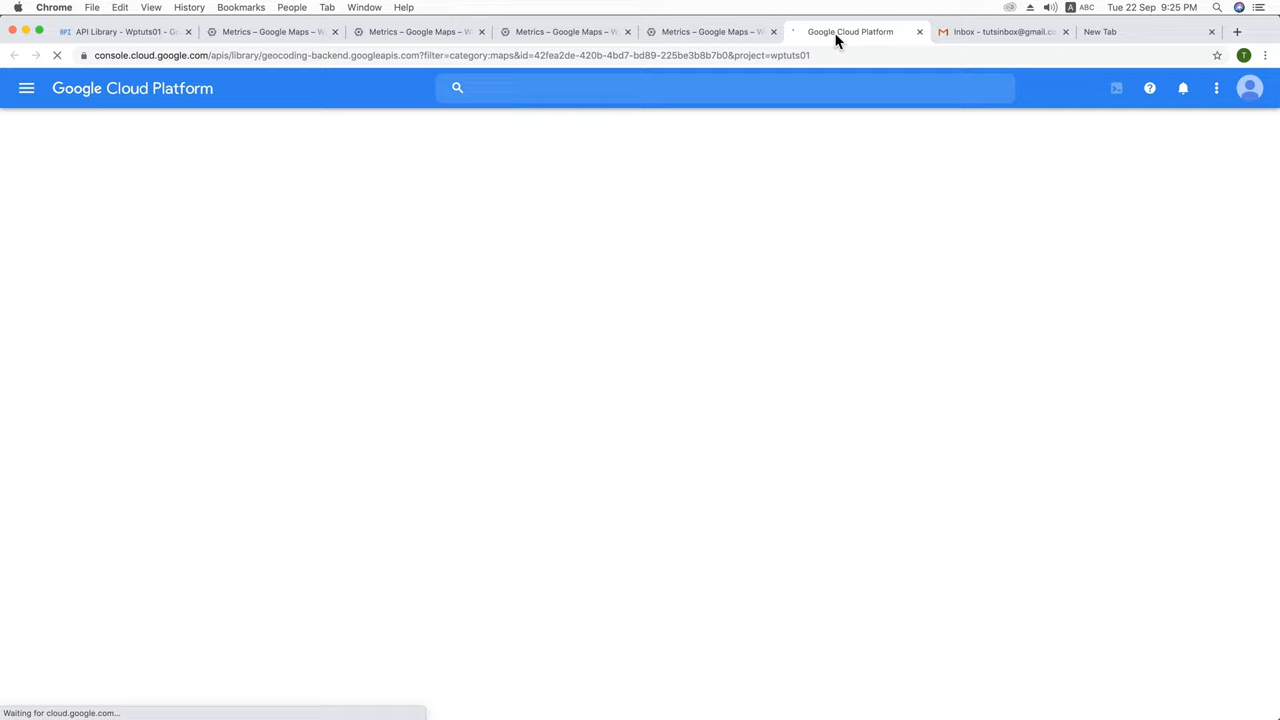 Chrome File Edit View History Bookmarks People Tab Window Help ABC Tue 22 Sep 9:25 PM
API API Library - Wptuts01 - Go Metrics – Google Maps – W Metrics – Google Maps – W Metrics – Google Maps – W Metrics – Google Maps – W Google Cloud Platform Inbox - tutsinbox@gmail.co New Tab
console.cloud.google.com/apis/library/geocoding-backend.googleapis.com?filter=category:maps&id=42fea2de-420b-4bd7-bd89-225be3b8b7b0&project=wptuts01 T
Google Cloud Platform
Waiting for cloud.google.com...